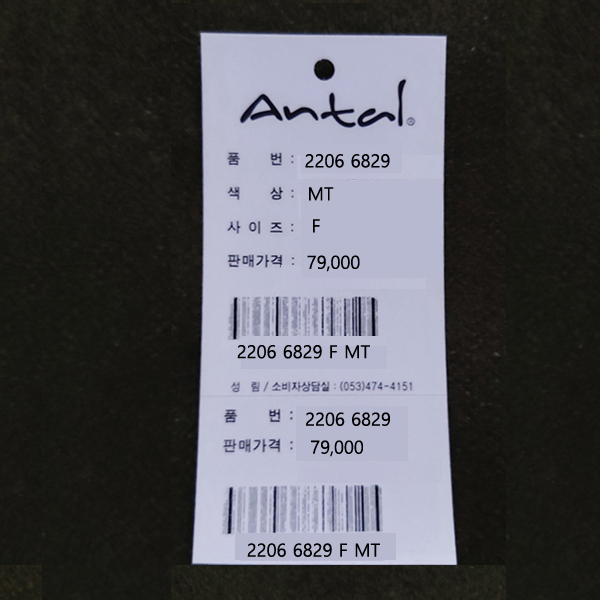 Antal®
품 번 : 2206 6829
색 상 : MT
사 이 즈 : F
판매가격 : 79,000
2206 6829 F MT
성 림 / 소비자상담실 : (053)474-4151
품 번 : 2206 6829
판매가격 : 79,000
2206 6829 F MT